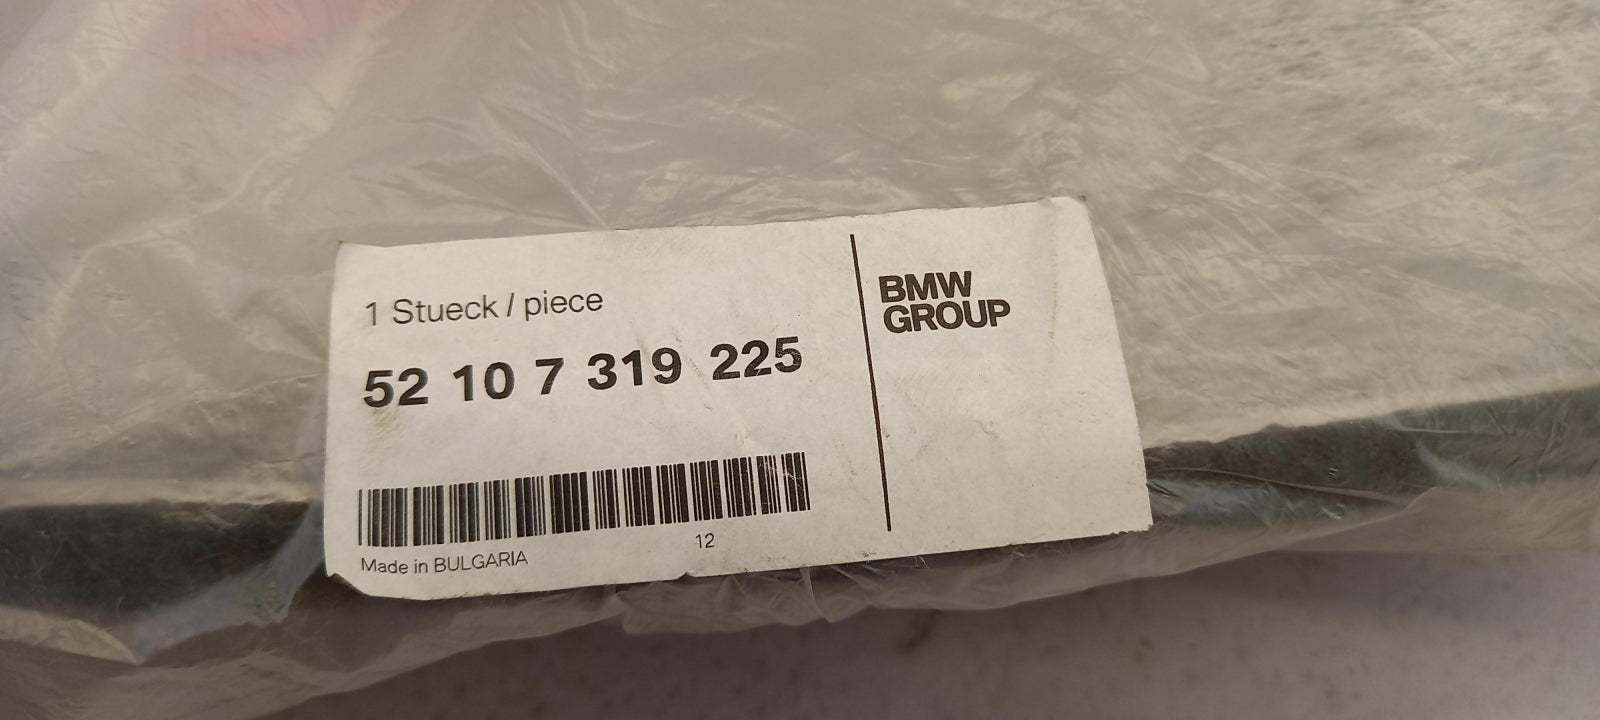 1 Stueck / piece
52 10 7 319 225
Made in BULGARIA
12
BMW
GROUP